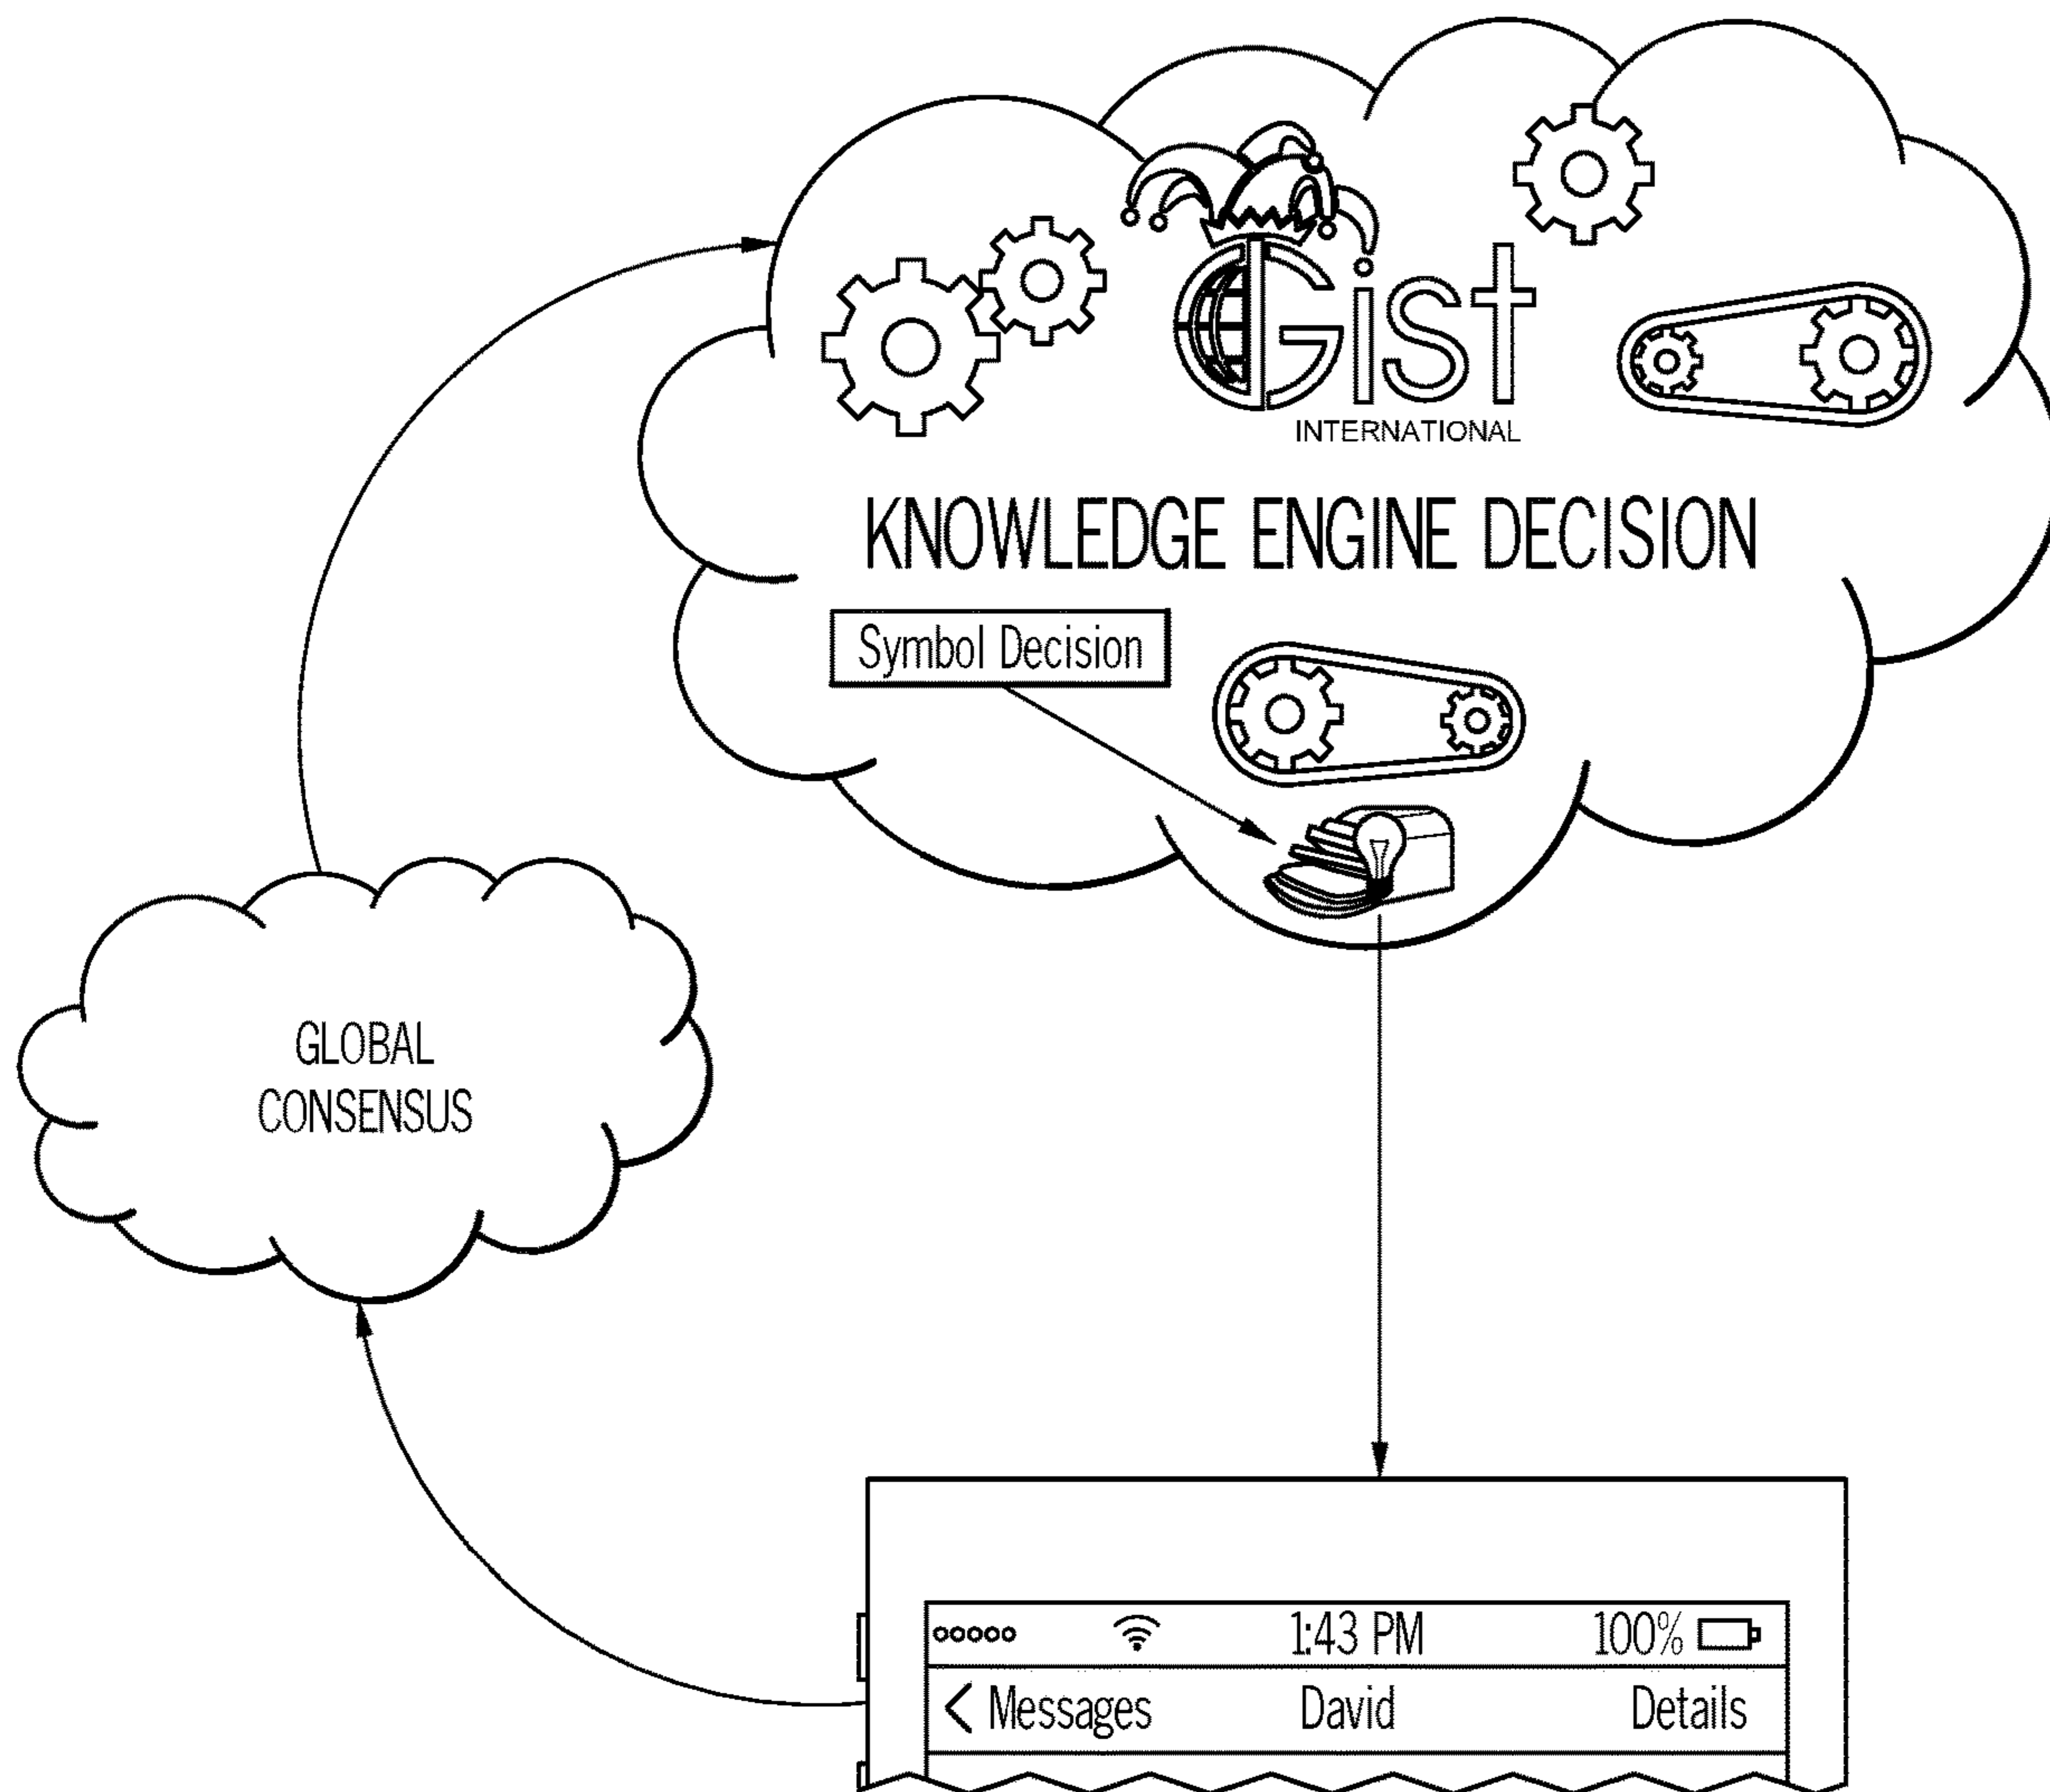 Gist
INTERNATIONAL
KNOWLEDGE ENGINE DECISION
Symbol Decision
GLOBAL
CONSENSUS
1:43 PM 100%
< Messages David Details